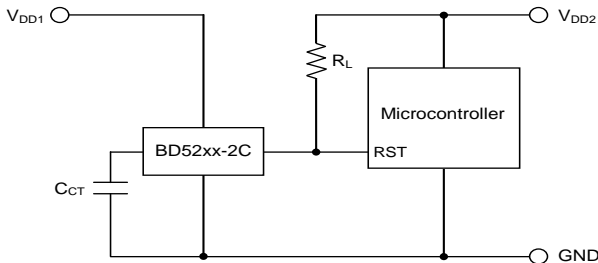 VDD1
VDD2
RL
Microcontroller
BD52xx-2C
RST
CCT
GND